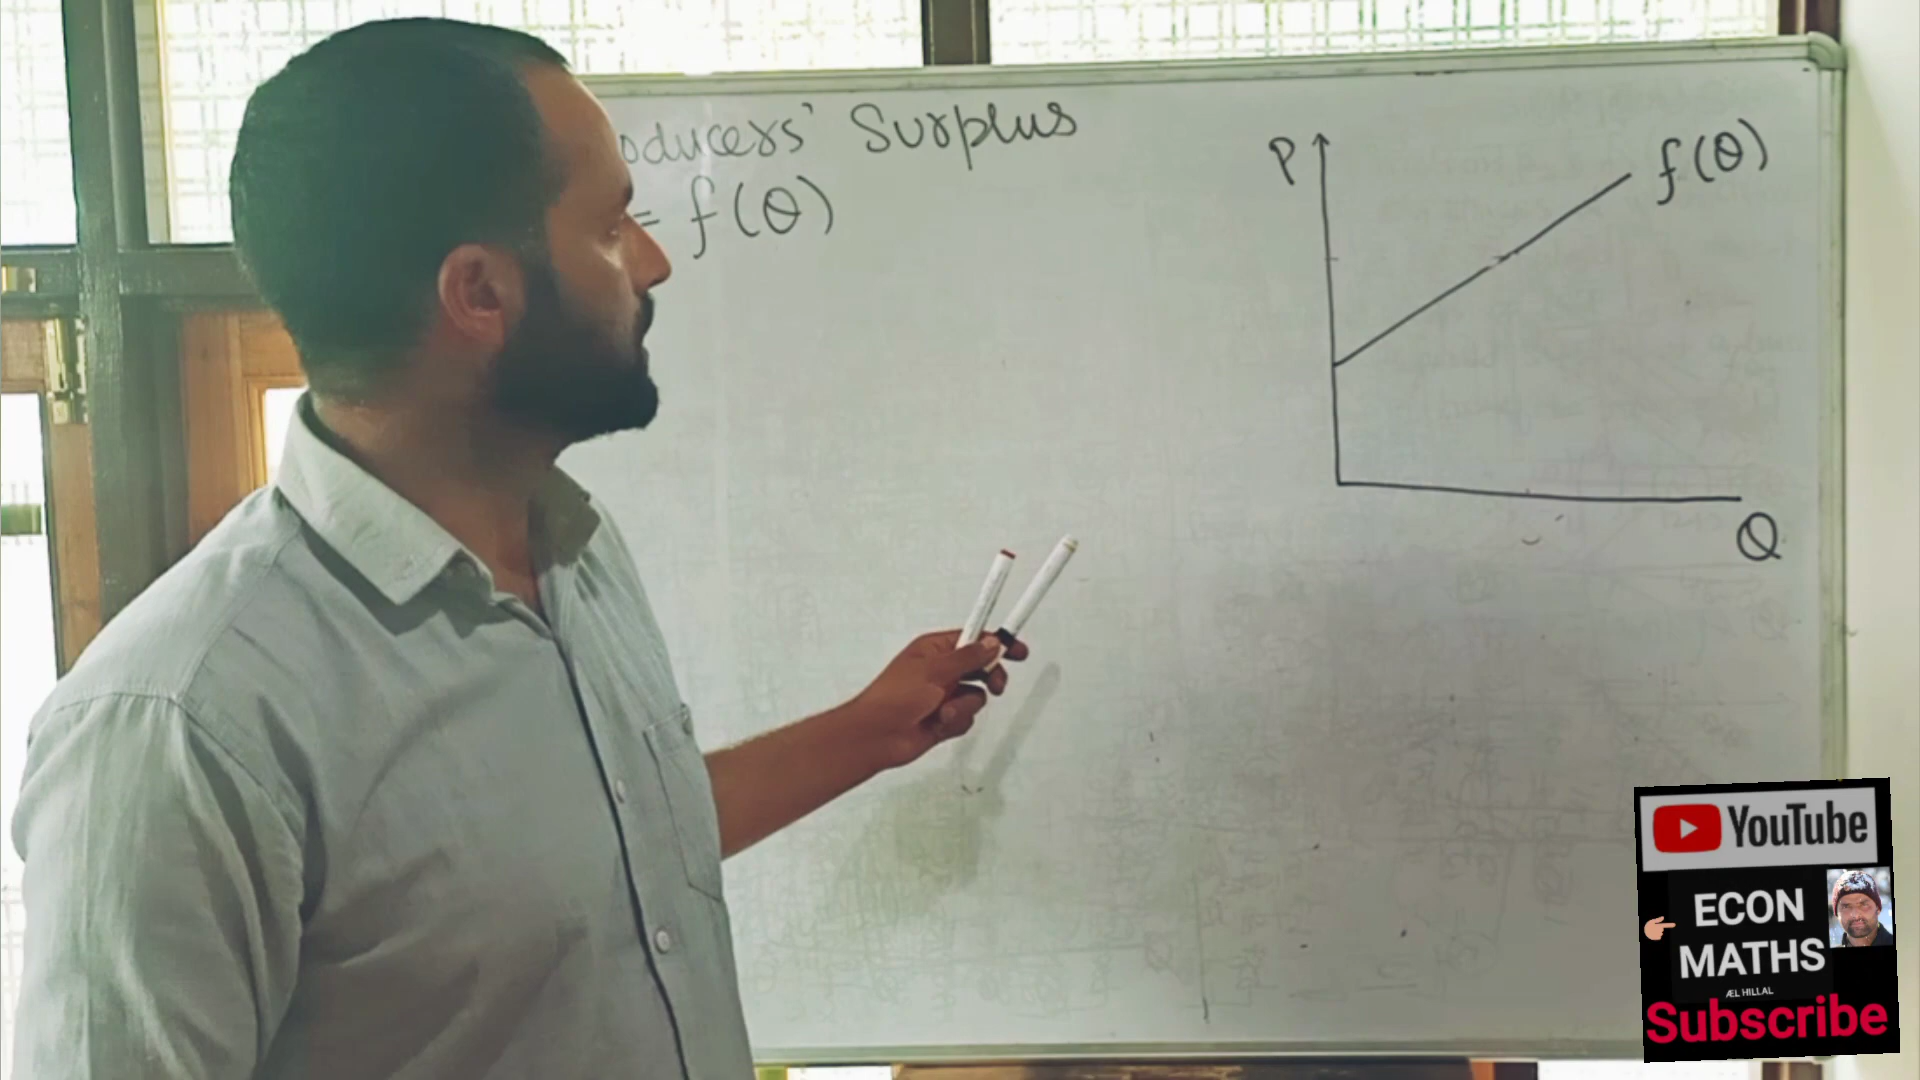 oducers' Surplus
= f(Q)
P
f(Q)
Q
YouTube
ECON
MATHS
ÆL HILLAL
Subscribe